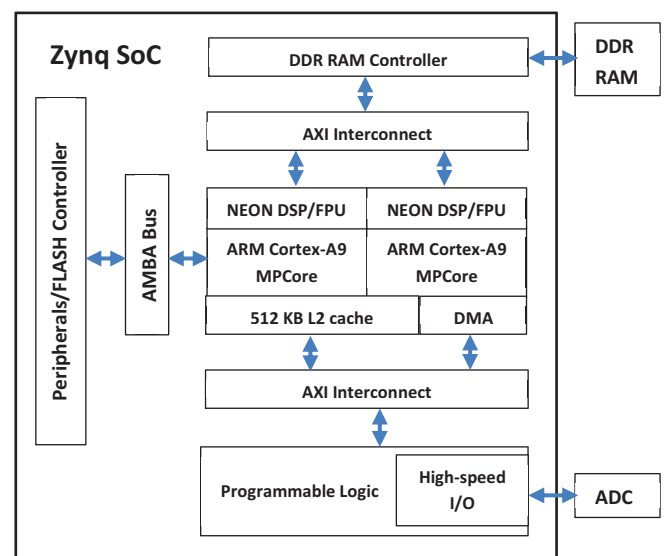 Zynq SoC
DDR RAM Controller
DDR
RAM
AXI Interconnect
Peripherals/FLASH Controller
AMBA Bus
NEON DSP/FPU
NEON DSP/FPU
ARM Cortex-A9
MPCore
ARM Cortex-A9
MPCore
512 KB L2 cache
DMA
AXI Interconnect
Programmable Logic
High-speed
I/O
ADC